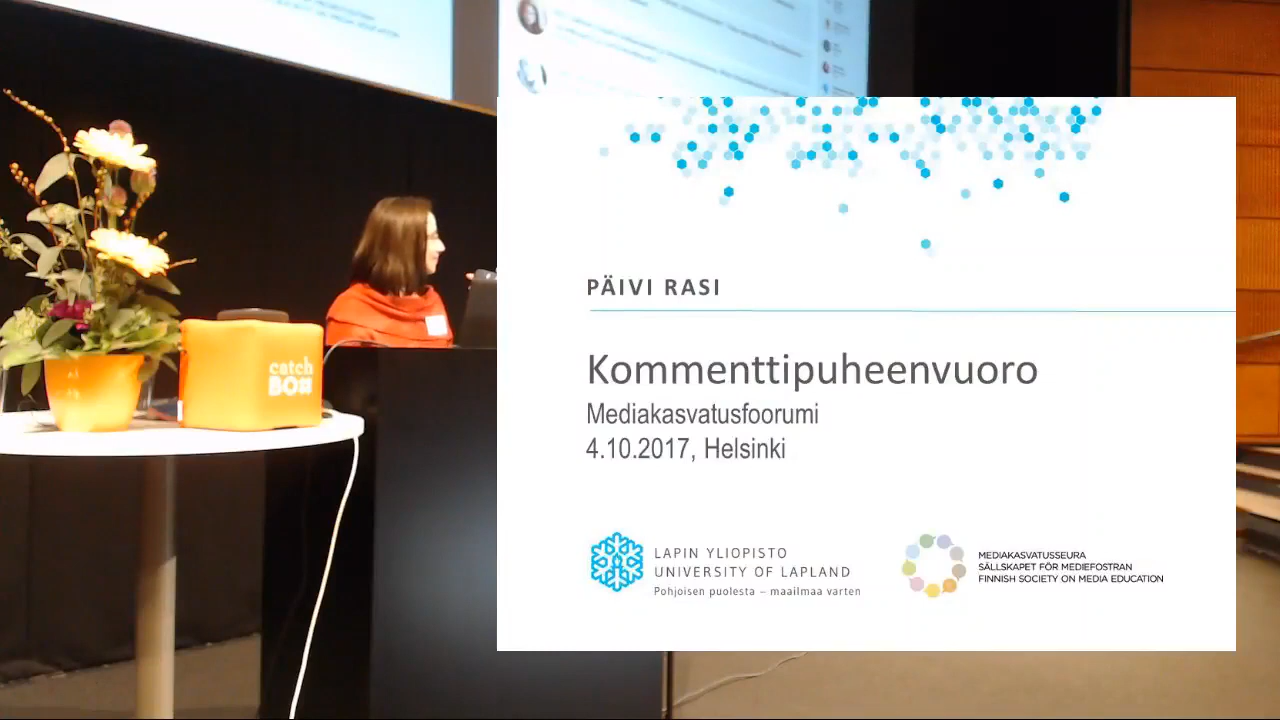 catch
BOX
PÄIVI RASI
Kommenttipuheenvuoro
Mediakasvatusfoorumi
4.10.2017, Helsinki
LAPIN YLIOPISTO
UNIVERSITY OF LAPLAND
Pohjoisen puolesta – maailmaa varten
MEDIAKASVATUSSEURA
SÄLLSKAPET FÖR MEDIEFOSTRAN
FINNISH SOCIETY ON MEDIA EDUCATION